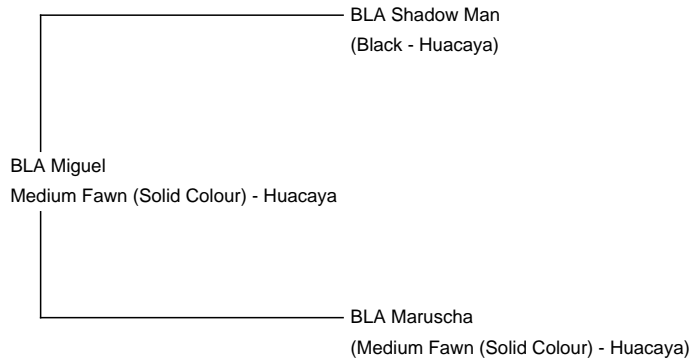 BLA Shadow Man
(Black - Huacaya)
BLA Miguel
Medium Fawn (Solid Colour) - Huacaya
BLA Maruscha
(Medium Fawn (Solid Colour) - Huacaya)